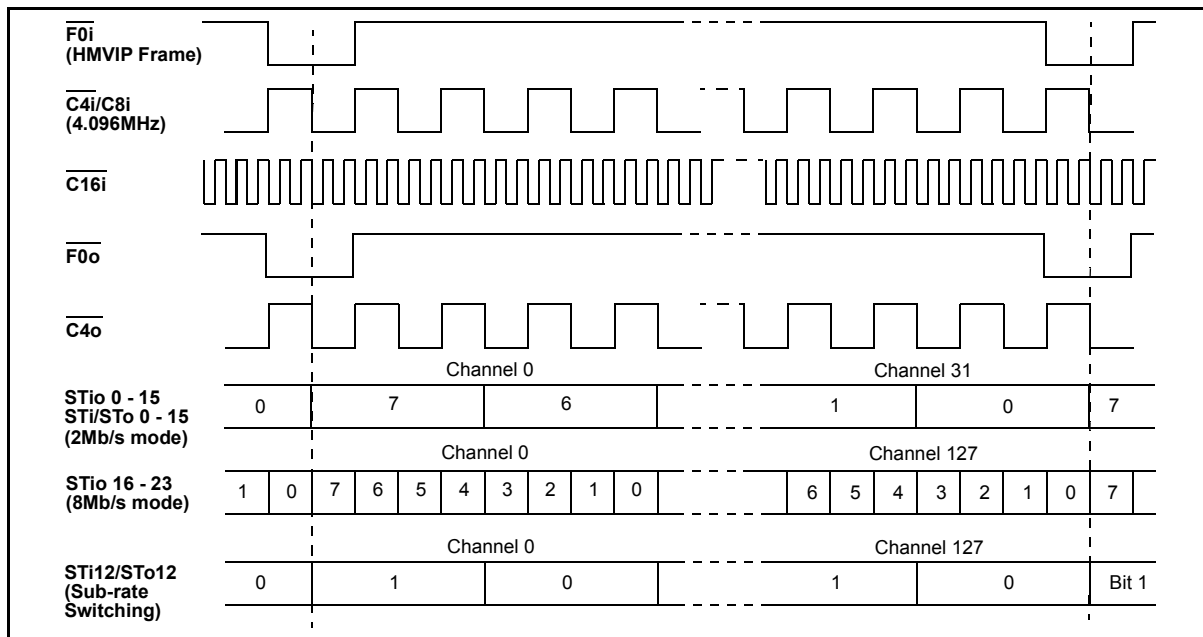 F0i
(HMVIP Frame)
C4i/C8i
(4.096MHz)
C16i
F0o
C4o
Channel 0 Channel 31
STio 0 - 15
STi/STo 0 - 15
(2Mb/s mode)
0 7 6 1 0 7
Channel 0 Channel 127
STio 16 - 23
(8Mb/s mode)
1 0 7 6 5 4 3 2 1 0 6 5 4 3 2 1 0 7
Channel 0 Channel 127
STi12/STo12
(Sub-rate
Switching)
0 1 0 1 0 Bit 1